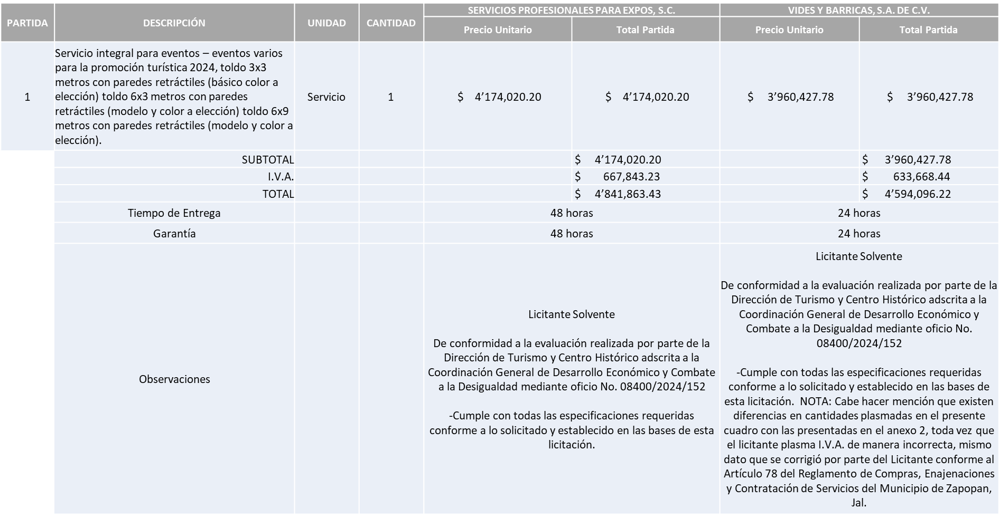 PARTIDA
DESCRIPCIÓN
UNIDAD
CANTIDAD
SERVICIOS PROFESIONALES PARA EXPOS, S.C.
VIDES Y BARRICAS, S.A. DE C.V.
Precio Unitario
Total Partida
Precio Unitario
Total Partida
1
Servicio integral para eventos – eventos varios
para la promoción turística 2024, toldo 3x3
metros con paredes retráctiles (básico color a
elección) toldo 6x3 metros con paredes
retráctiles (modelo y color a elección) toldo 6x9
metros con paredes retráctiles (modelo y color a
elección).
Servicio
1
$ 4’174,020.20
$ 4’174,020.20
$ 3’960,427.78
$ 3’960,427.78
SUBTOTAL
$ 4’174,020.20
$ 3’960,427.78
I.V.A.
$ 667,843.23
$ 633,668.44
TOTAL
$ 4’841,863.43
$ 4’594,096.22
Tiempo de Entrega
48 horas
24 horas
Garantía
48 horas
24 horas
Observaciones
Licitante Solvente
De conformidad a la evaluación realizada por parte de la
Dirección de Turismo y Centro Histórico adscrita a la
Coordinación General de Desarrollo Económico y Combate
a la Desigualdad mediante oficio No. 08400/2024/152
-Cumple con todas las especificaciones requeridas
conforme a lo solicitado y establecido en las bases de esta
licitación.
Licitante Solvente
De conformidad a la evaluación realizada por parte de la
Dirección de Turismo y Centro Histórico adscrita a la
Coordinación General de Desarrollo Económico y
Combate a la Desigualdad mediante oficio No.
08400/2024/152
-Cumple con todas las especificaciones requeridas
conforme a lo solicitado y establecido en las bases de
esta licitación. NOTA: Cabe hacer mención que existen
diferencias en cantidades plasmadas en el presente
cuadro con las presentadas en el anexo 2, toda vez que
el licitante plasma I.V.A. de manera incorrecta, mismo
dato que se corrigió por parte del Licitante conforme al
Artículo 78 del Reglamento de Compras, Enajenaciones
y Contratación de Servicios del Municipio de Zapopan,
Jal.